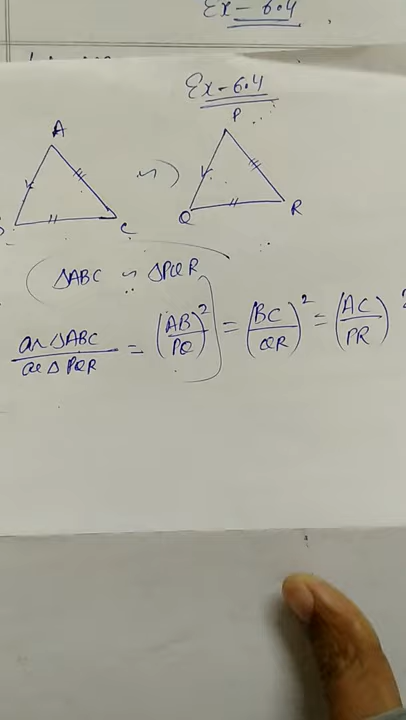 Ex-6.4
Ex-6.4
A
P
C
Q
R
ΔABC ~ ΔPQR
ar ΔABC / ar Δ PQR = (AB/PQ)² = (BC/QR)² = (AC/PR)²